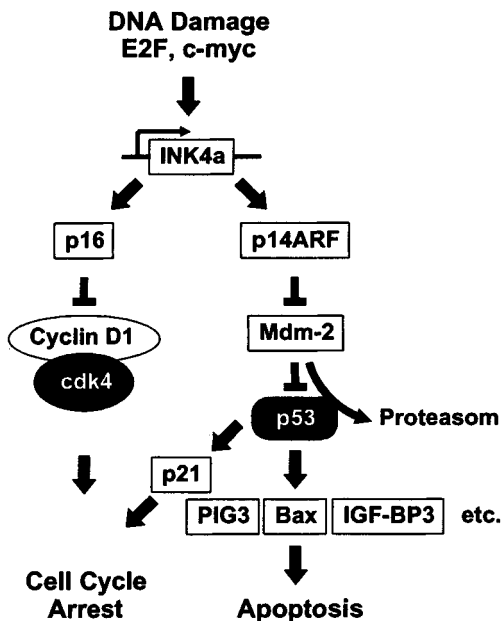 DNA Damage
E2F, c-myc
INK4a
p16
p14ARF
Cyclin D1
Mdm-2
cdk4
p53
Proteasom
p21
PIG3
Bax
IGF-BP3
etc.
Cell Cycle
Arrest
Apoptosis